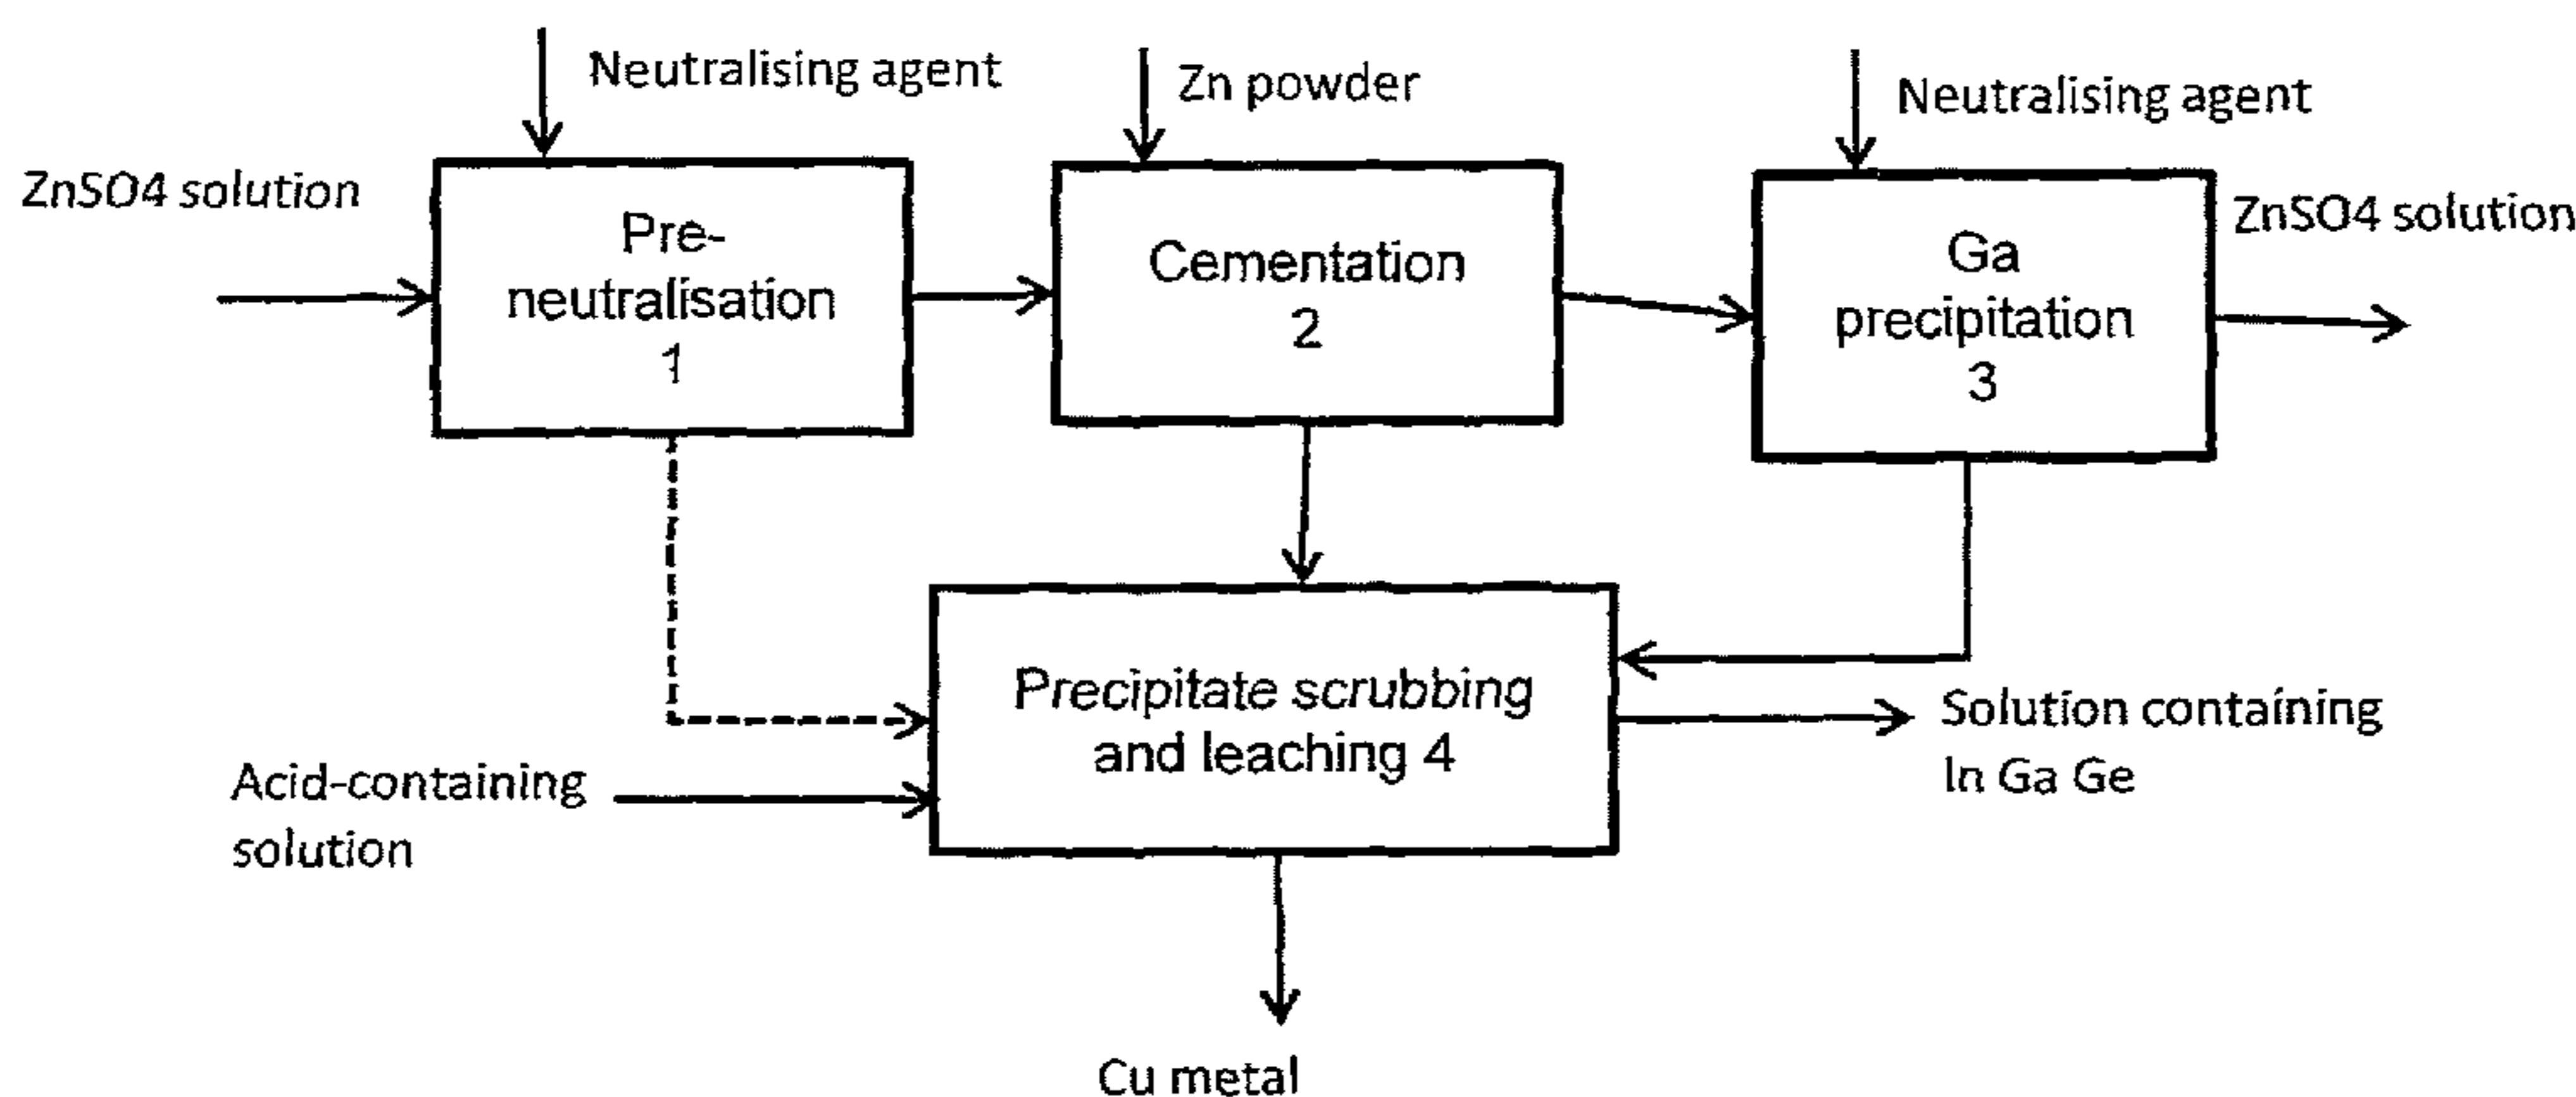 Neutralising agent
Zn powder
Neutralising agent
ZnSO4 solution
Pre-
neutralisation
1
Cementation
2
Ga
precipitation
3
ZnSO4 solution
Precipitate scrubbing
and leaching 4
Acid-containing
solution
Solution containing
In Ga Ge
Cu metal